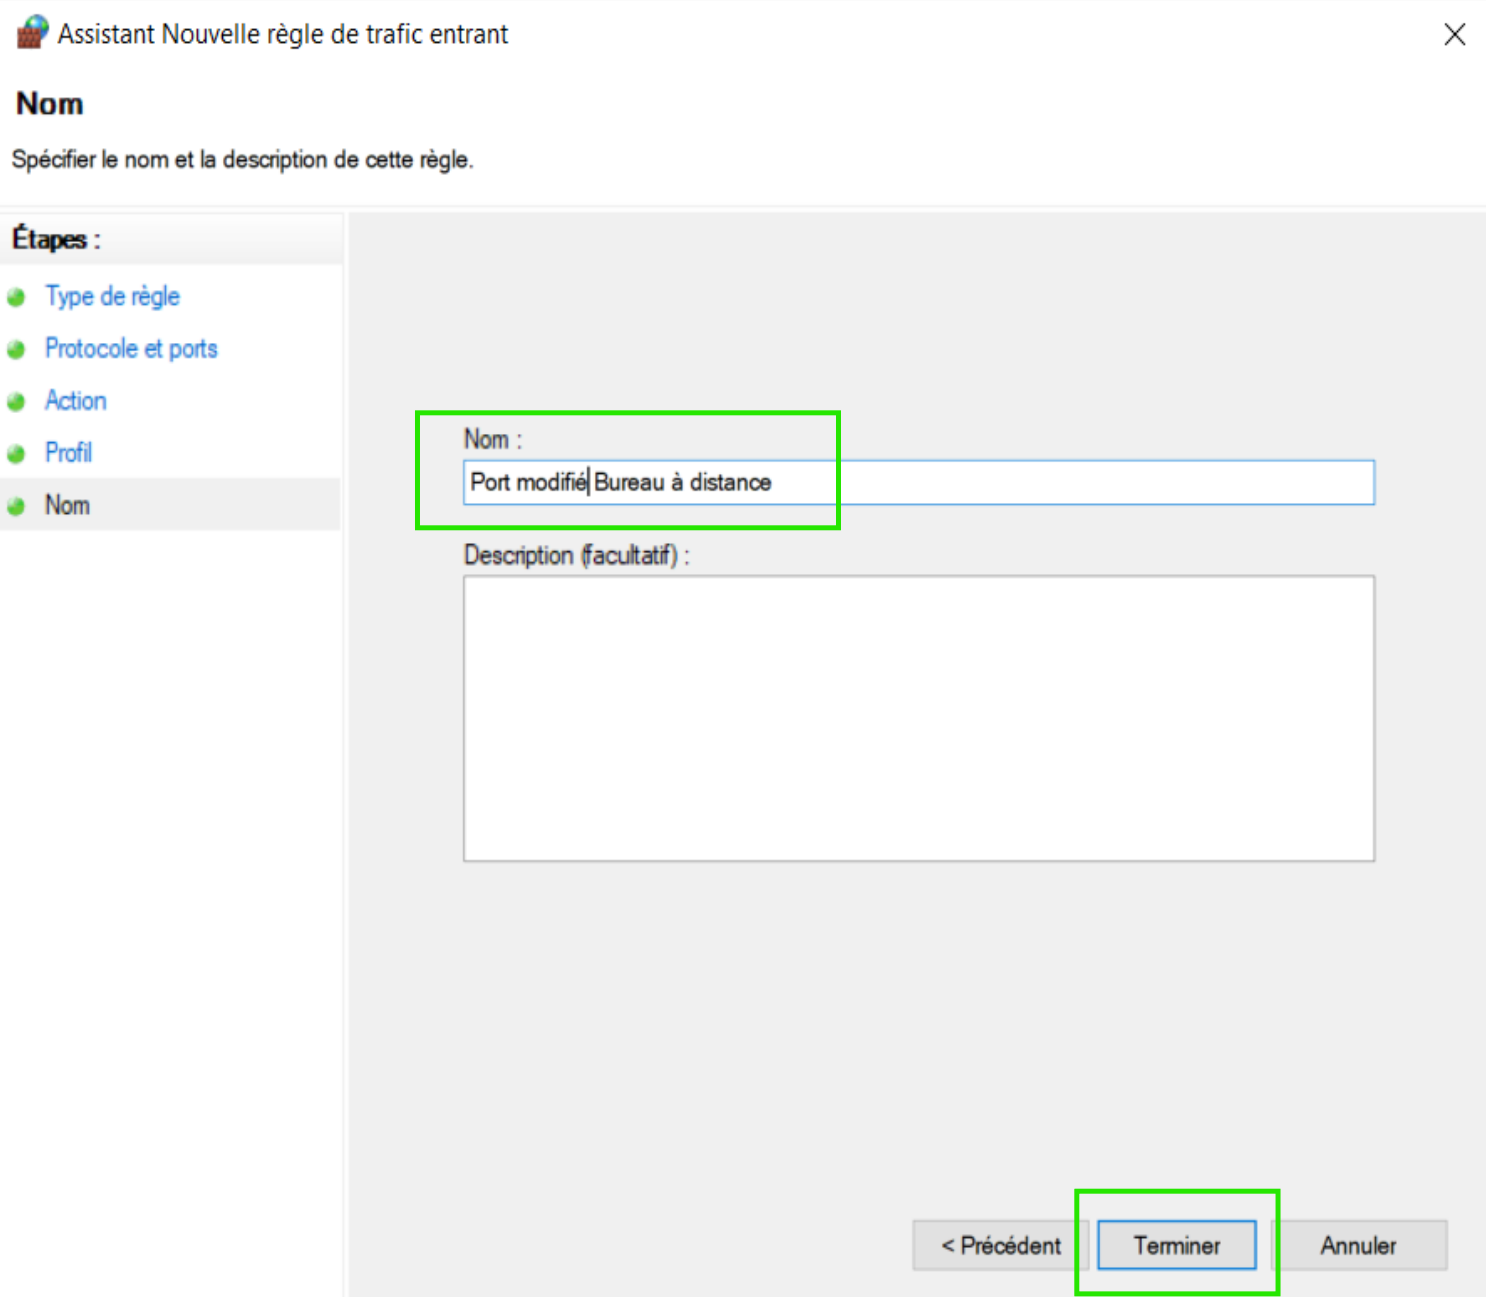 Assistant Nouvelle règle de trafic entrant
Nom
Spécifier le nom et la description de cette règle.
Étapes :
Type de règle
Protocole et ports
Action
Profil
Nom
Nom :
Port modifié Bureau à distance
Description (facultatif) :
< Précédent
Terminer
Annuler